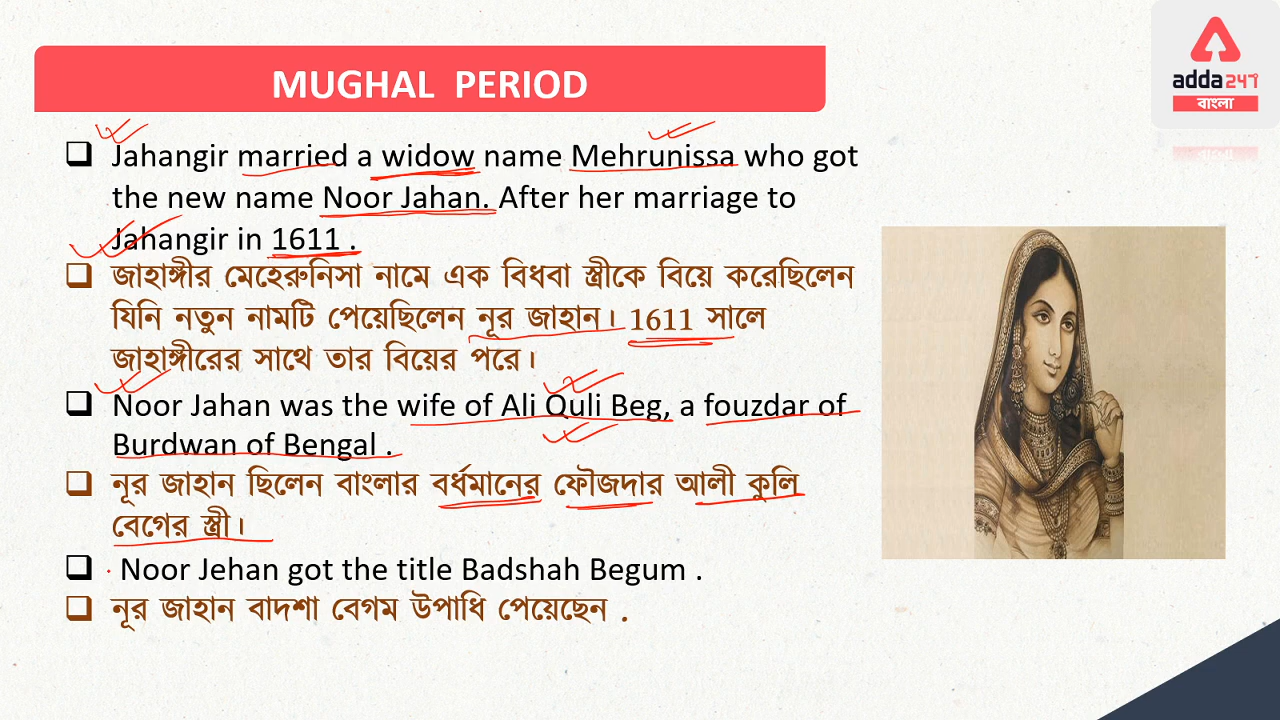 MUGHAL PERIOD
adda247
বাংলা
Jahangir married a widow name Mehrunissa who got
the new name Noor Jahan. After her marriage to
Jahangir in 1611 .
জাহাঙ্গীর মেহেরুনিসা নামে এক বিধবা স্ত্রীকে বিয়ে করেছিলেন
যিনি নতুন নামটি পেয়েছিলেন নূর জাহান। 1611 সালে
জাহাঙ্গীরের সাথে তার বিয়ের পরে।
Noor Jahan was the wife of Ali Quli Beg, a fouzdar of
Burdwan of Bengal .
নূর জাহান ছিলেন বাংলার বর্ধমানের ফৌজদার আলী কুলি
বেগের স্ত্রী।
Noor Jehan got the title Badshah Begum .
নূর জাহান বাদশা বেগম উপাধি পেয়েছেন .